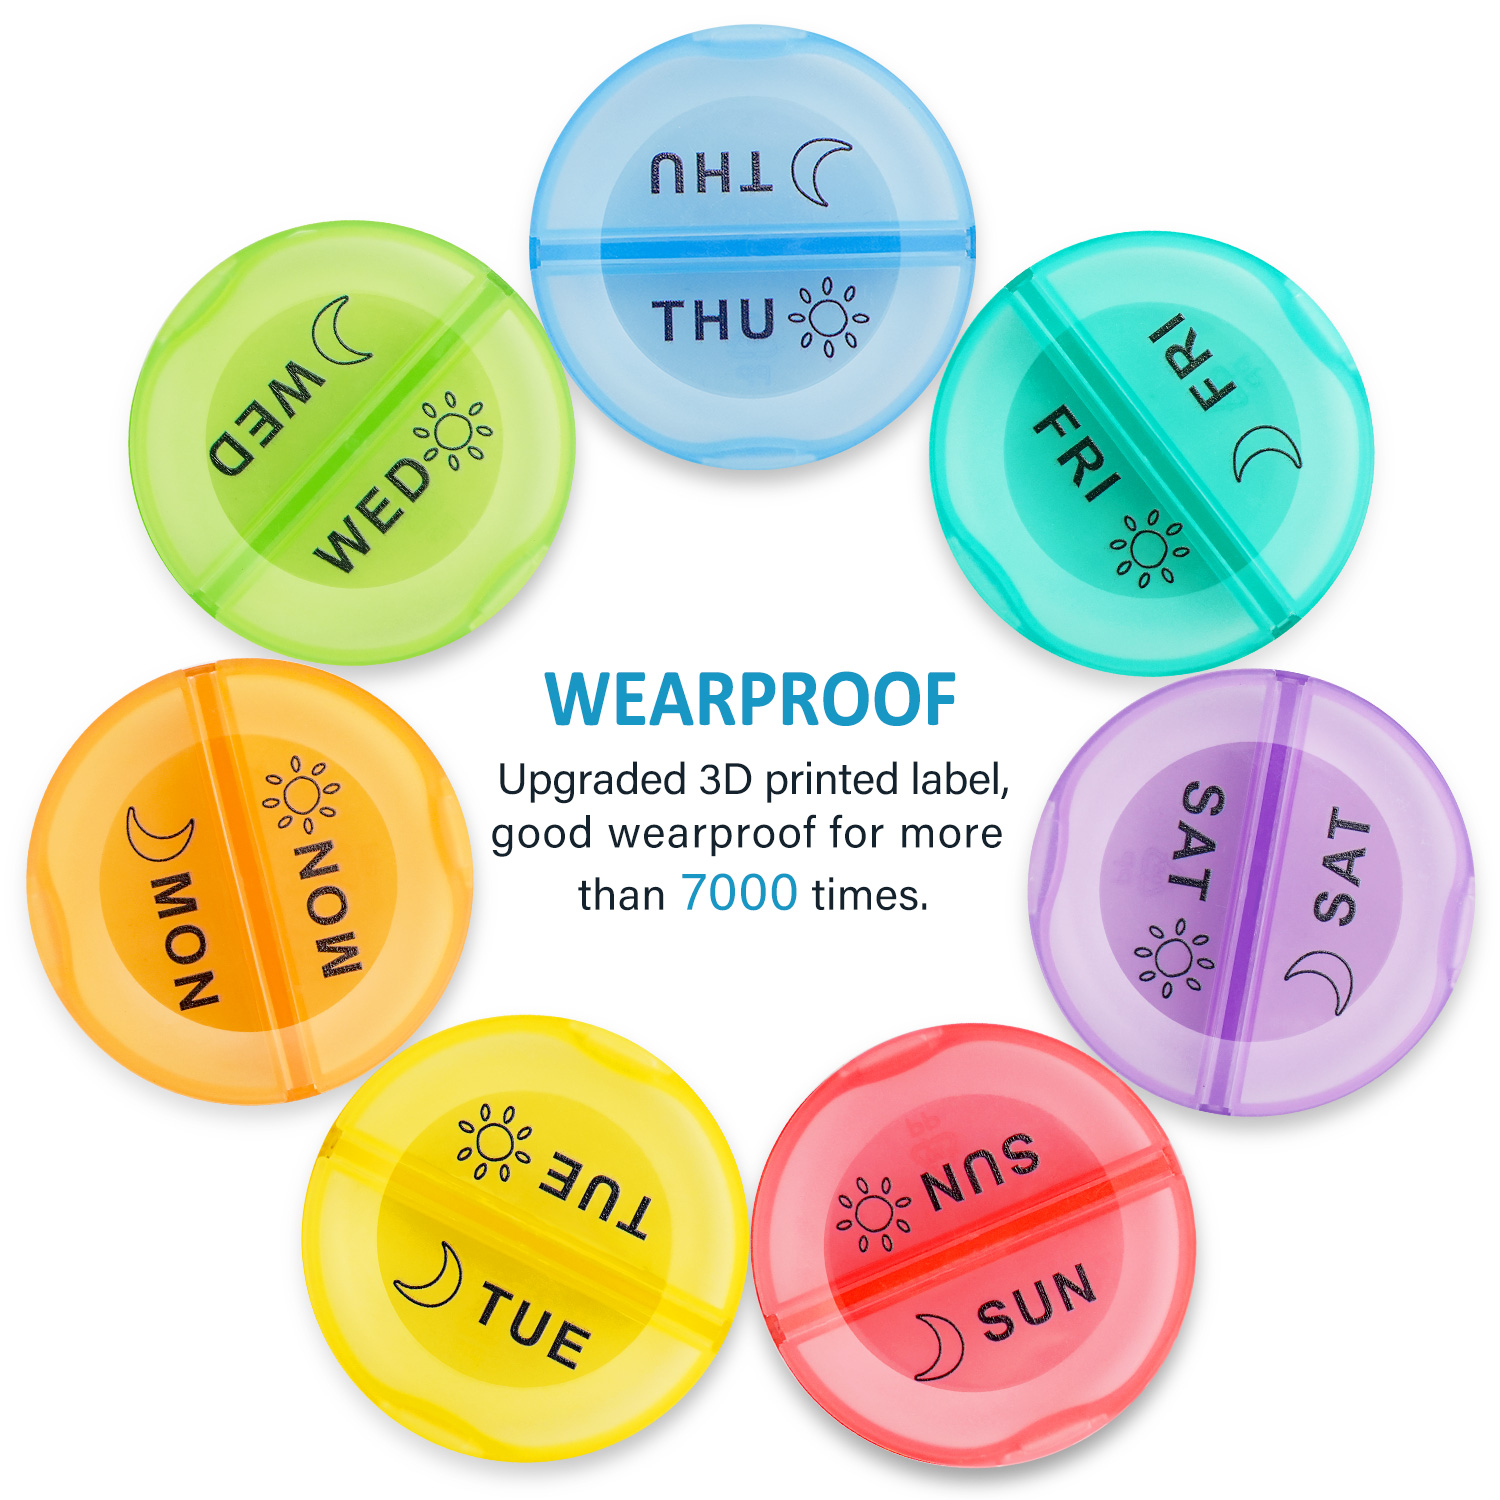 THU
THU
WED
WED
FRI
FRI
WEARPROOF
Upgraded 3D printed label,
good wearproof for more
than 7000 times.
MON
MON
SAT
SAT
TUE
TUE
SUN
SUN